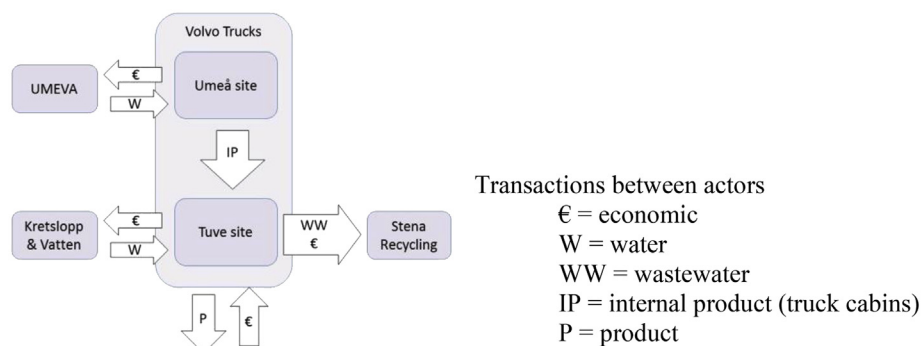 Volvo Trucks
UMEVA
€
W
Umeå site
IP
Kretslopp
& Vatten
€
W
Tuve site
WW
€
Stena
Recycling
P
€
Transactions between actors
€ = economic
W = water
WW = wastewater
IP = internal product (truck cabins)
P = product